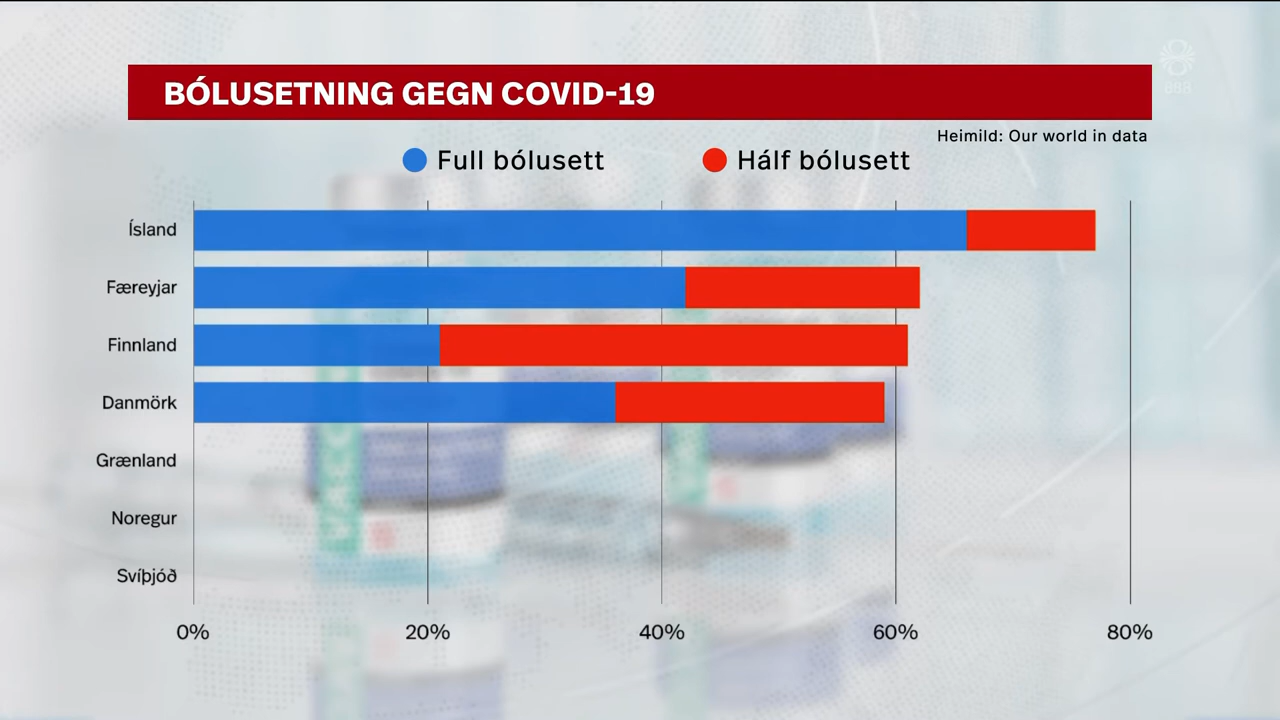 BÓLUSETNING GEGN COVID-19
888
Heimild: Our world in data
Full bólusett
Hálf bólusett
Ísland
Færeyjar
Finnland
Danmörk
Grænland
Noregur
Svíþjóð
0%
20%
40%
60%
80%